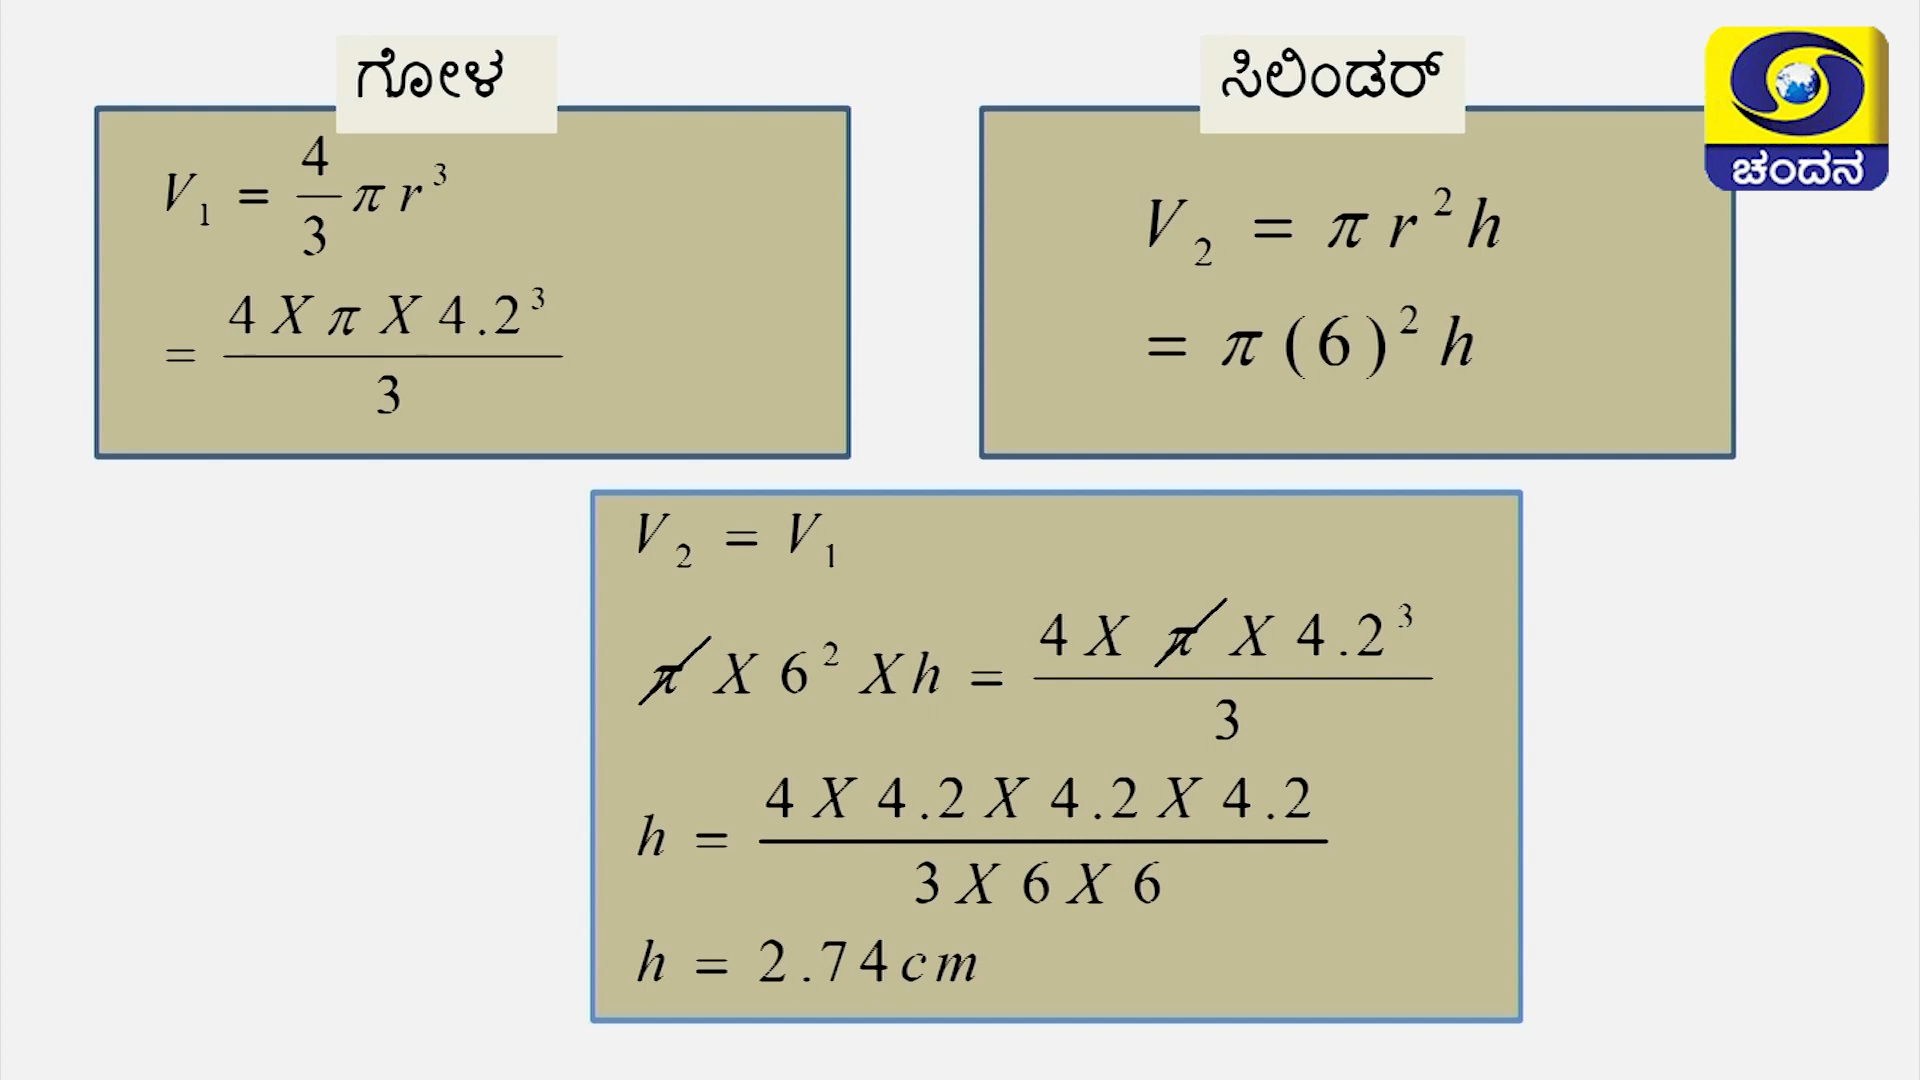 ಗೋಳ
V₁ = 4/3 π r³
= 4 X π X 4.2³ / 3
ಸಿಲಿಂಡರ್
V₂ = π r² h
= π (6)² h
ಚಂದನ
V₂ = V₁
π X 6² X h = 4 X π X 4.2³ / 3
h = 4 X 4.2 X 4.2 X 4.2 / 3 X 6 X 6
h = 2.74 cm